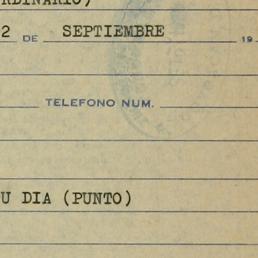 RDINARIO)
2 DE SEPTIEMBRE 19
TELEFONO NUM.
U DIA (PUNTO)